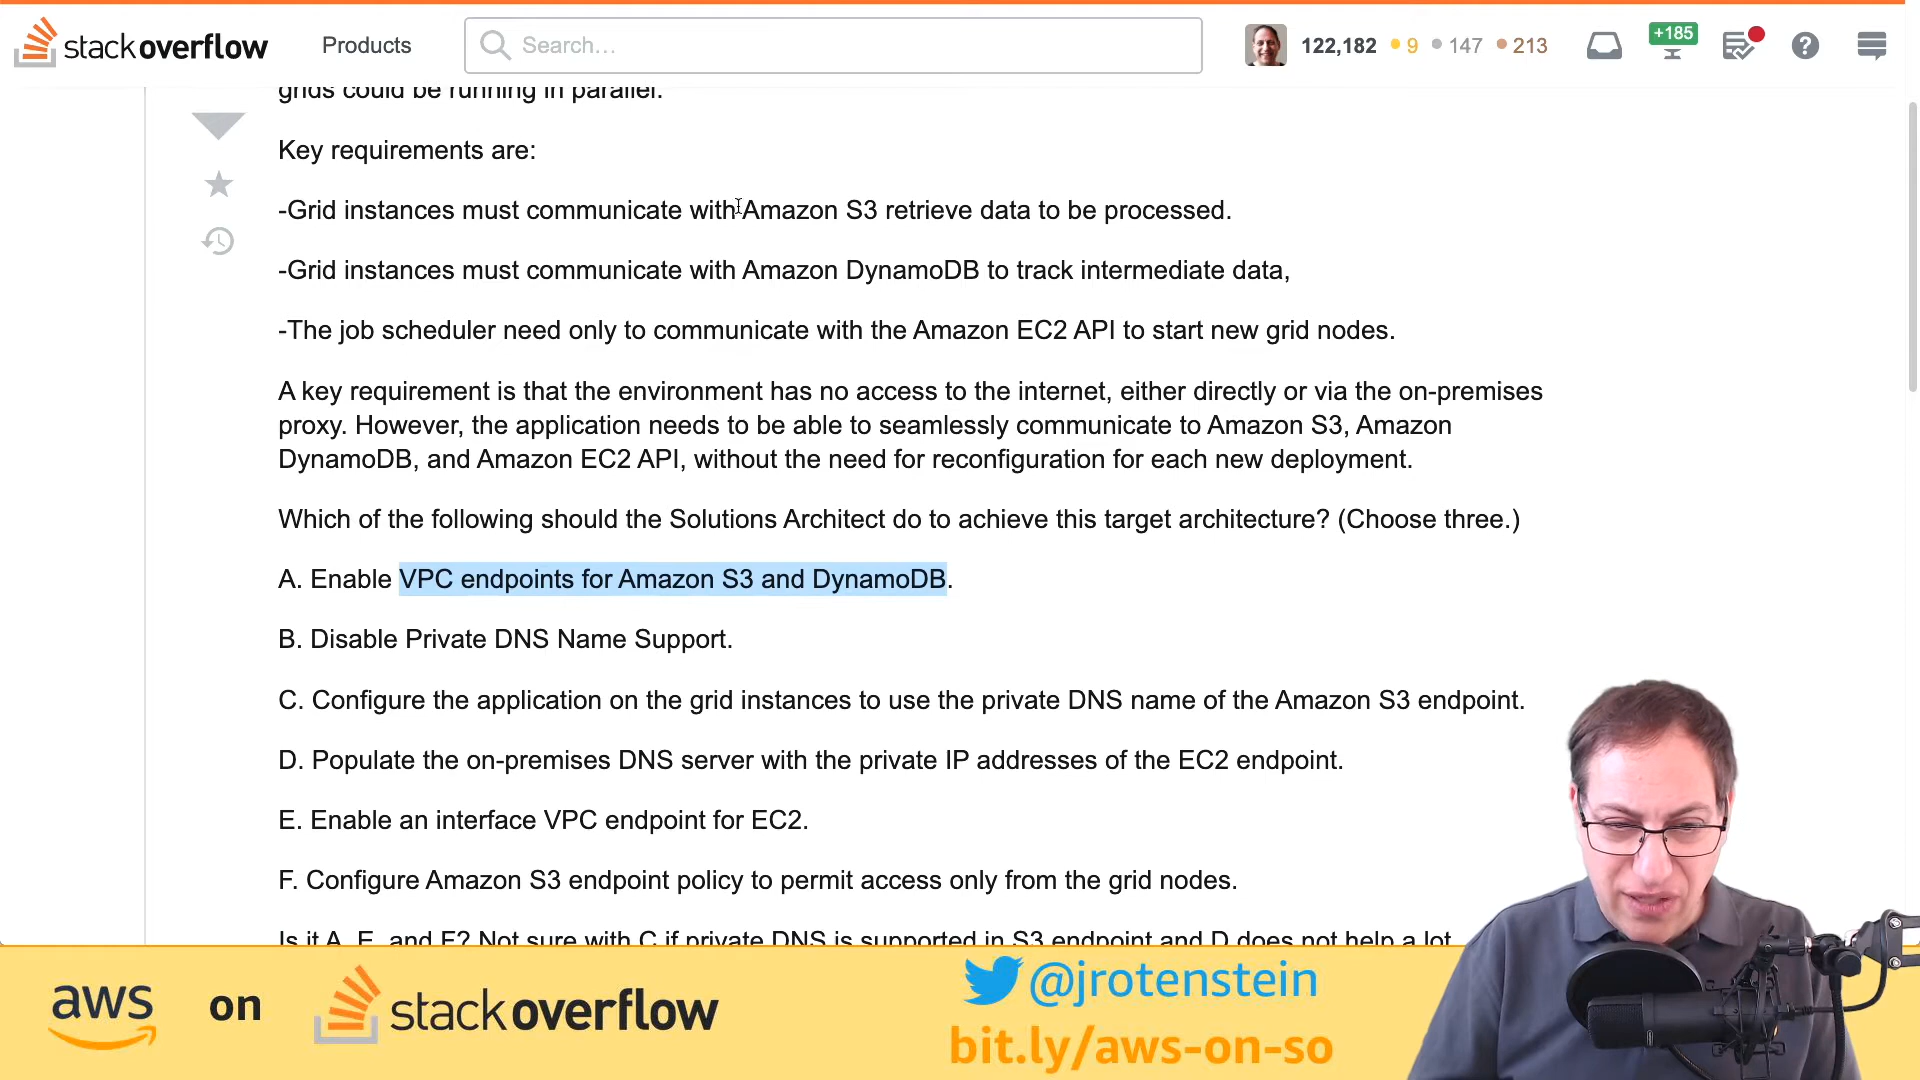 stack overflow
Products
Search...
122,182
9
147
213
+185
grids could be running in parallel.
Key requirements are:
-Grid instances must communicate with Amazon S3 retrieve data to be processed.
-Grid instances must communicate with Amazon DynamoDB to track intermediate data,
-The job scheduler need only to communicate with the Amazon EC2 API to start new grid nodes.
A key requirement is that the environment has no access to the internet, either directly or via the on-premises
proxy. However, the application needs to be able to seamlessly communicate to Amazon S3, Amazon
DynamoDB, and Amazon EC2 API, without the need for reconfiguration for each new deployment.
Which of the following should the Solutions Architect do to achieve this target architecture? (Choose three.)
A. Enable VPC endpoints for Amazon S3 and DynamoDB.
B. Disable Private DNS Name Support.
C. Configure the application on the grid instances to use the private DNS name of the Amazon S3 endpoint.
D. Populate the on-premises DNS server with the private IP addresses of the EC2 endpoint.
E. Enable an interface VPC endpoint for EC2.
F. Configure Amazon S3 endpoint policy to permit access only from the grid nodes.
Is it A, E, and F? Not sure with C if private DNS is supported in S3 endpoint and D does not help a lot
aws on stack overflow
@jrotenstein
bit.ly/aws-on-so